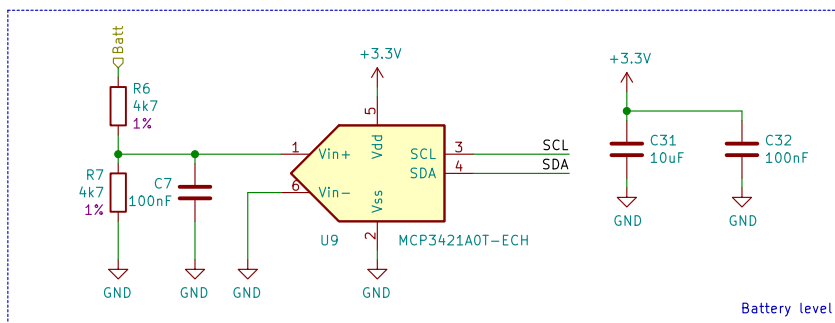 Batt
+3.3V
+3.3V
R6
4k7
1%
5
Vdd
1
Vin+
SCL
3
SCL
SDA
4
SDA
C31
10uF
C32
100nF
R7
4k7
1%
C7
100nF
6
Vin-
Vss
2
U9
MCP3421A0T-ECH
GND
GND
GND
GND
GND
GND
Battery level